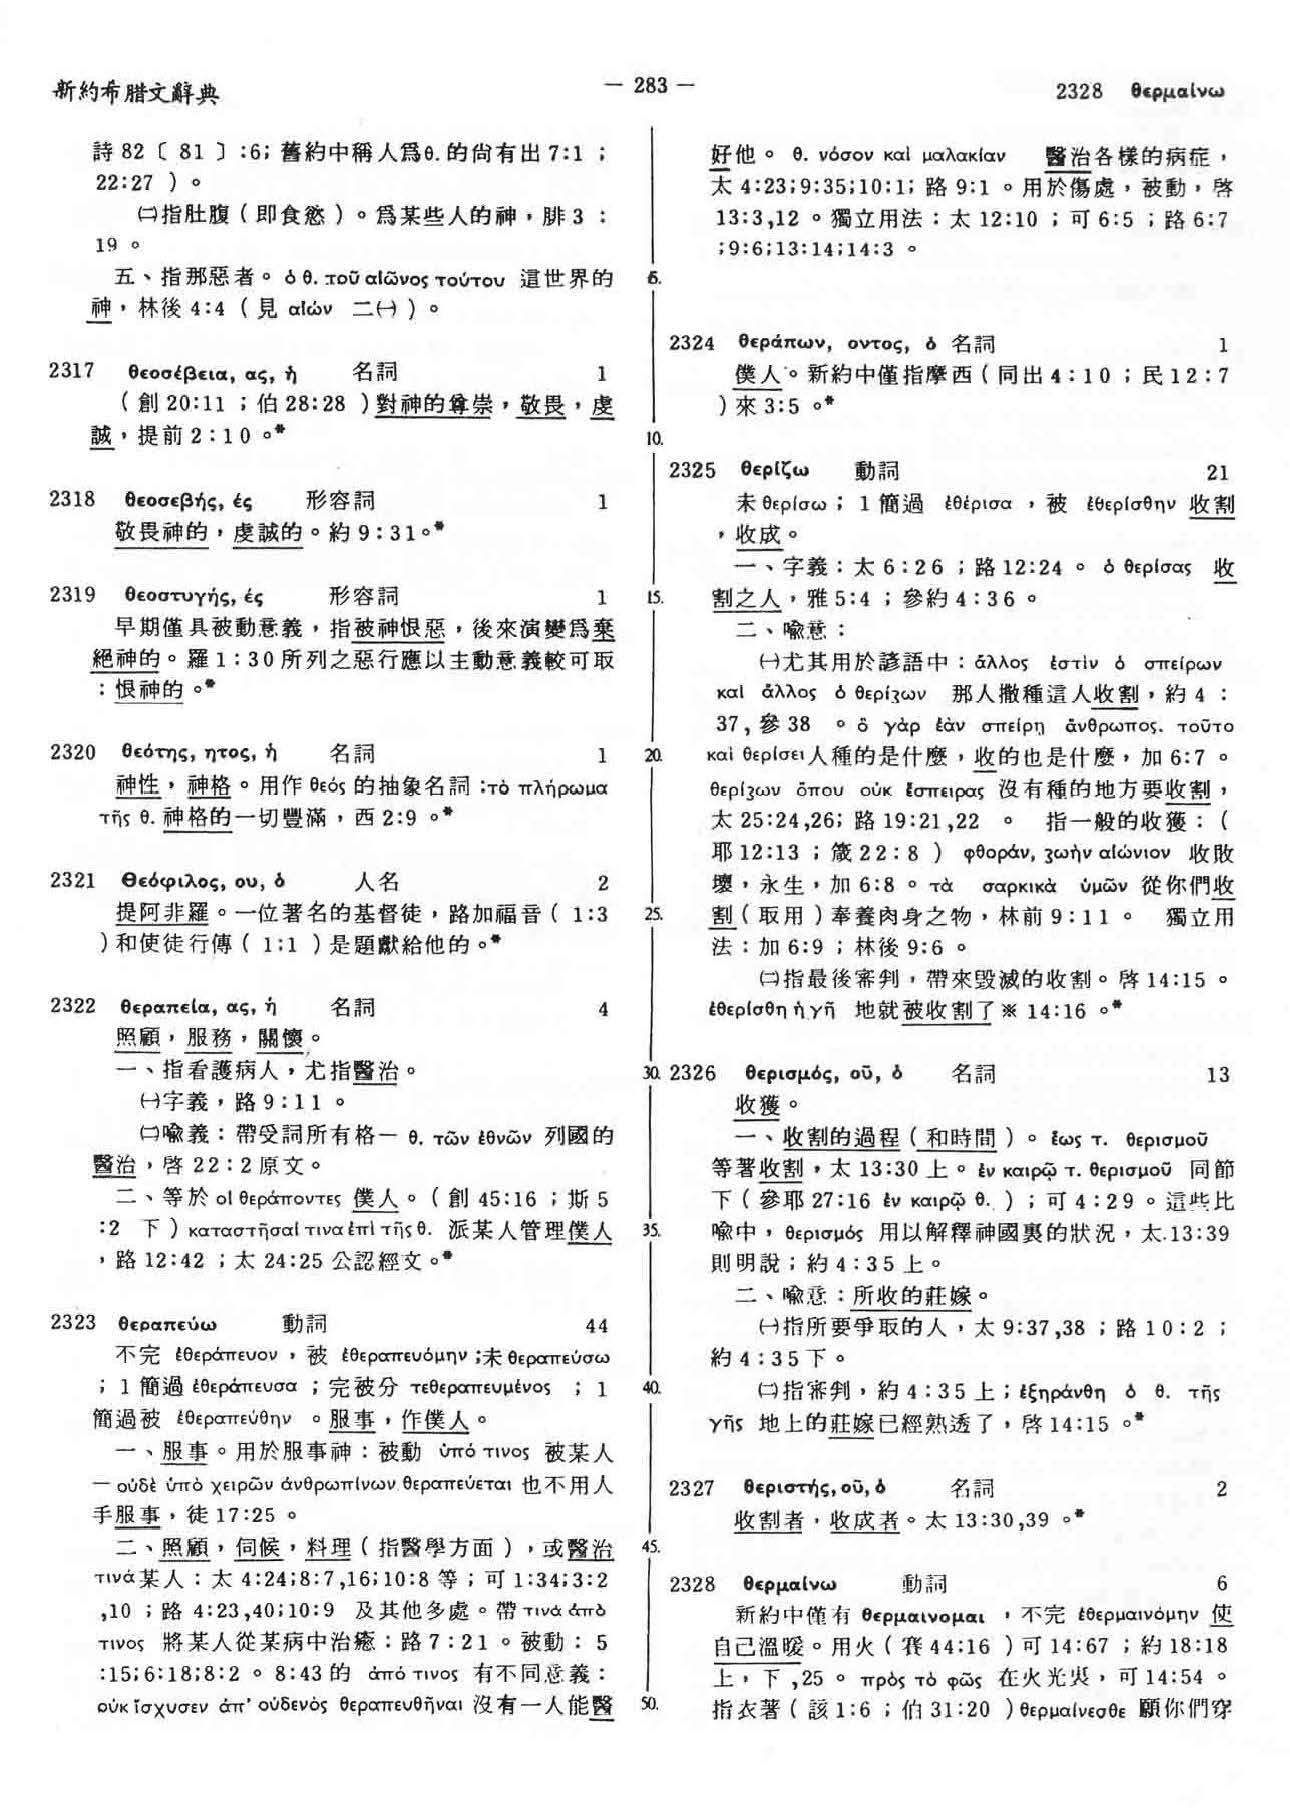 新約希腊文辭典
— 283 —
2328 θερμαίνω
詩 82〔 81 〕:6; 舊約中稱人爲θ. 的尙有出 7:1 ;
22:27 )。
㈡指肚腹(即食慾)。爲某些人的神,腓 3 :
19 。
五、指那惡者。 ὁ θ. τοῦ αἰῶνος τούτου 這世界的
神,林後 4:4 ( 見 αἰών 二㈠ )。
2317 θεοσέβεια, ας, ἡ 名詞 1
(創 20:11 ;伯 28:28 )對神的尊崇,敬畏,虔
誠,提前 2:10 。*
2318 θεοσεβής, ές 形容詞 1
敬畏神的,虔誠的。約 9:31。*
2319 θεοστυγής, ές 形容詞 1
早期僅具被動意義,指被神恨惡,後來演變爲棄
絕神的。羅 1:30 所列之惡行應以主動意義較可取
:恨神的。*
2320 θεότης, ητος, ἡ 名詞 1
神性,神格。用作 θεός 的抽象名詞 ;τὸ πλήρωμα
τῆς θ. 神格的一切豐滿,西 2:9 。*
2321 Θεόφιλος, ου, ὁ 人名 2
提阿非羅。一位著名的基督徒,路加福音( 1:3
)和使徒行傳( 1:1 )是題獻給他的。*
2322 θεραπεία, ας, ἡ 名詞 4
照顧,服務,關懷。
一、指看護病人,尤指醫治。
㈠字義,路 9:11 。
㈡喩義:帶受詞所有格— θ. τῶν ἐθνῶν 列國的
醫治,啓 22:2 原文。
二、等於 οἱ θεράποντες 僕人。( 創 45:16 ;斯 5
:2 下 ) καταστῆσαί τινα ἐπὶ τῆς θ. 派某人管理僕人
,路 12:42 ;太 24:25 公認經文。*
2323 θεραπεύω 動詞 44
不完 ἐθεράπευον ,被 ἐθεραπευόμην ;未 θεραπεύσω
; 1 簡過 ἐθεράπευσα ;完被分 τεθεραπευμένος ; 1
簡過被 ἐθεραπεύθην 。服事,作僕人。
一、服事。用於服事神:被動 ὑπό τινος 被某人
— οὐδὲ ὑπὸ χειρῶν ἀνθρωπίνων θεραπεύεται 也不用人
手服事,徒 17:25 。
二、照顧,伺候,料理( 指醫學方面 ),或醫治
τινά 某人:太 4:24;8:7,16;10:8 等;可 1:34;3:2
,10 ;路 4:23,40;10:9 及其他多處。帶 τινὰ ἀπό
τινος 將某人從某病中治癒:路 7:21 。被動: 5
:15;6:18;8:2 。 8:43 的 ἀπό τινος 有不同意義:
οὐκ ἴσχυσεν ἀπ’ οὐδενός θεραπευθῆναι 沒有一人能醫
5.
10.
15.
20.
25.
30.
35.
40.
45.
50.
好他。 θ. νόσον καὶ μαλακίαν 醫治各樣的病症,
太 4:23;9:35;10:1; 路 9:1 。用於傷處,被動,啓
13:3,12 。獨立用法:太 12:10 ;可 6:5 ;路 6:7
;9:6;13:14;14:3 。
2324 θεράπων, οντος, ὁ 名詞 1
僕人。新約中僅指摩西( 同出 4:10 ;民 12:7
)來 3:5 。*
2325 θερίζω 動詞 21
未 θερίσω ; 1 簡過 ἐθέρισα ,被 ἐθερίσθην 收割
,收成。
一、字義:太 6:26 ;路 12:24 。 ὁ θερίσας 收
割之人,雅 5:4 ;參約 4:36 。
二、喩意:
㈠尤其用於諺語中:ἄλλος ἐστὶν ὁ σπείρων
καὶ ἄλλος ὁ θερίζων 那人撒種這人收割,約 4 :
37, 參 38 。 ὃ γὰρ ἐὰν σπείρῃ ἄνθρωπος. τοῦτο
καὶ θερίσει 人種的是什麼,收的也是什麼,加 6:7 。
θερίζων ὅπου οὐκ ἔσπειρας 沒有種的地方要收割,
太 25:24,26; 路 19:21,22 。 指一般的收獲:(
耶 12:13 ;箴 22:8 ) φθοράν, ζωὴν αἰώνιον 收敗
壞,永生,加 6:8 。 τὰ σαρκικὰ ὑμῶν 從你們收
割( 取用 )奉養肉身之物,林前 9:11 。 獨立用
法:加 6:9 ;林後 9:6 。
㈡指最後審判,帶來毀滅的收割。啓 14:15 。
ἐθερίσθη ἡ γῆ 地就被收割了※ 14:16 。*
2326 θερισμός, οῦ, ὁ 名詞 13
收獲。
一、收割的過程( 和時間 )。 ἕως τ. θερισμοῦ
等著收割,太 13:30 上。 ἐν καιρῷ τ. θερισμοῦ 同節
下( 參耶 27:16 ἐν καιρῷ θ. );可 4:29 。這些比
喩中, θερισμός 用以解釋神國裏的狀況,太.13:39
則明說;約 4:35 上。
二、喩意:所收的莊嫁。
㈠指所要爭取的人,太 9:37,38 ;路 10:2 ;
約 4:35 下。
㈡指審判,約 4:35 上;ἐξηράνθη ὁ θ. τῆς
γῆς 地上的莊嫁已經熟透了,啓 14:15 。*
2327 θεριστής, οῦ, ὁ 名詞 2
收割者,收成者。太 13:30,39 。*
2328 θερμαίνω 動詞 6
新約中僅有 θερμαινομαι ,不完 ἐθερμαινόμην 使
自己溫暖。用火( 賽 44:16 )可 14:67 ;約 18:18
上,下 ,25 。 πρὸς τὸ φῶς 在火光裏,可 14:54 。
指衣著( 該 1:6 ;伯 31:20 )θερμαίνεσθε 願你們穿